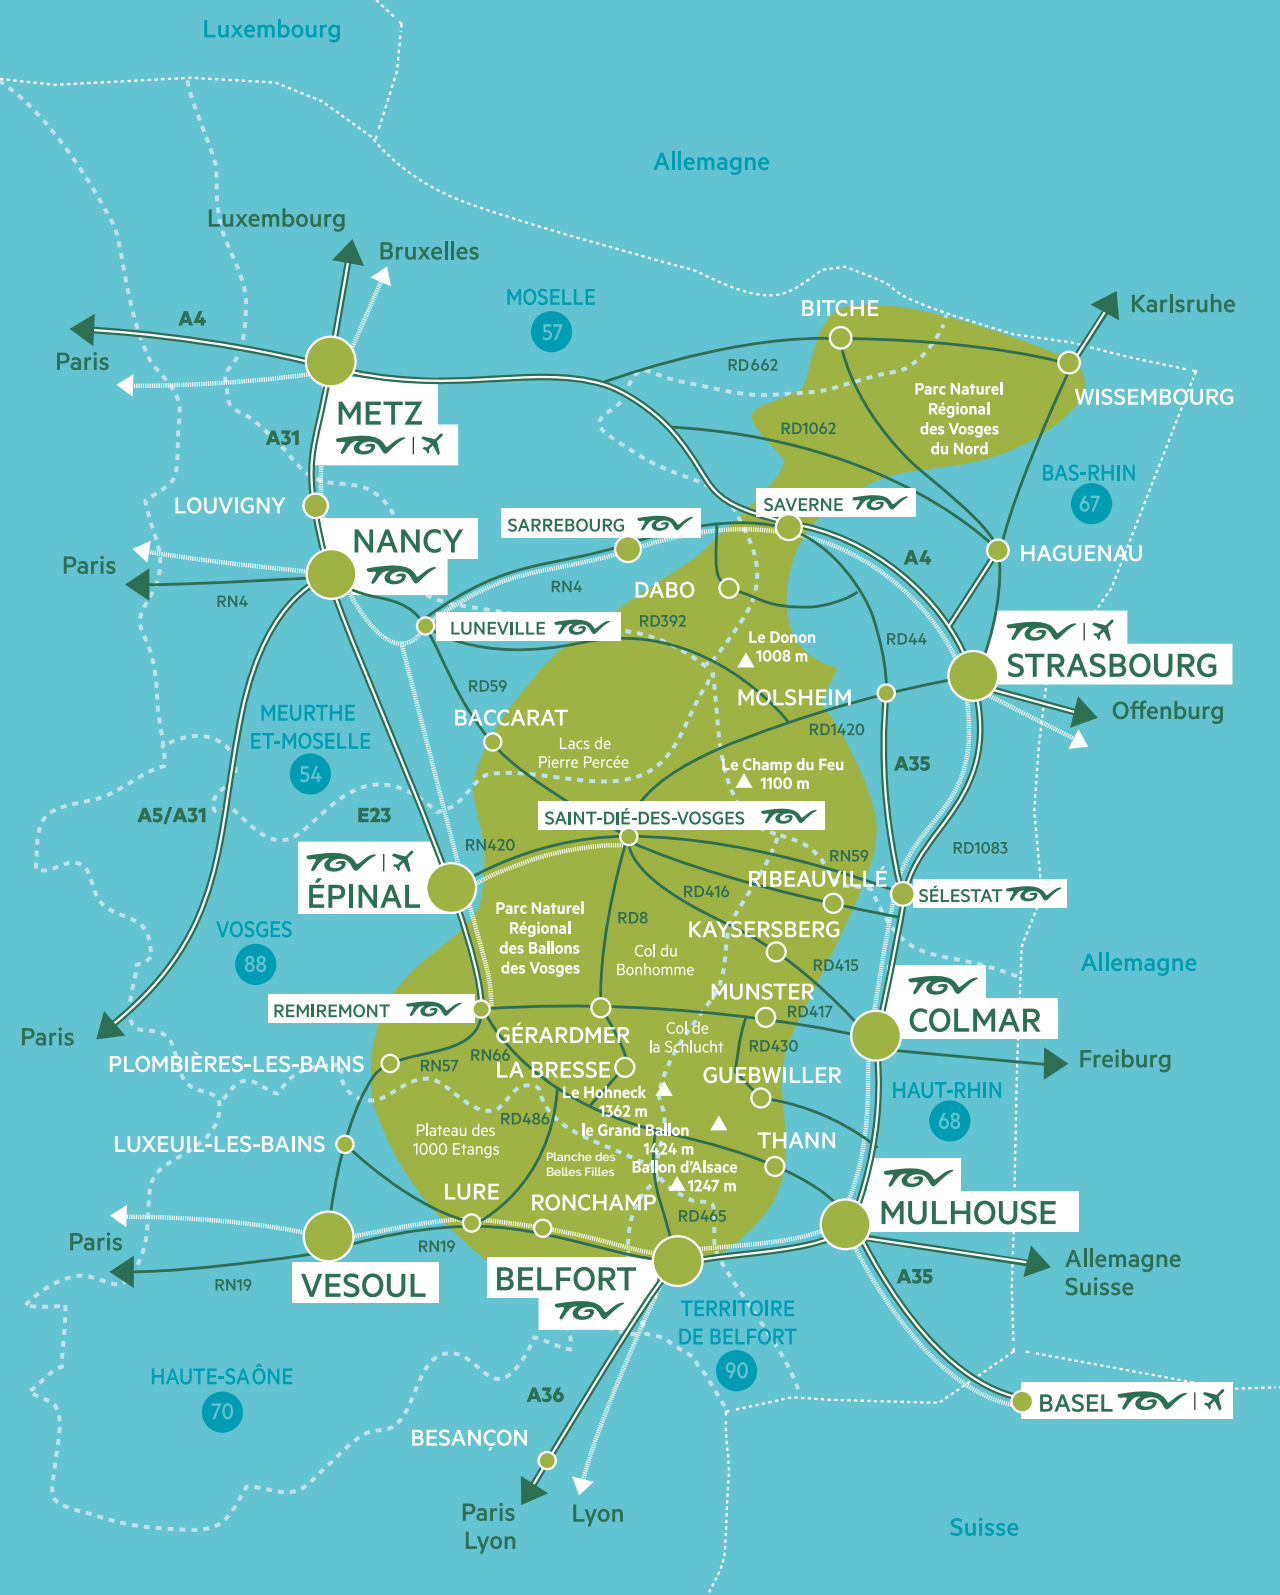 Luxembourg
Allemagne
Luxembourg
Bruxelles
MOSELLE
57
BITCHE
Karlsruhe
A4
Paris
RD662
WISSEMBOURG
Parc Naturel
Régional
des Vosges
du Nord
METZ
TGV
A31
RD1062
BAS-RHIN
67
LOUVIGNY
SAVERNE TGV
SARREBOURG TGV
NANCY
TGV
A4
HAGUENAU
Paris
RN4
RN4
DABO
LUNEVILLE TGV
RD392
Le Donon
1008 m
RD44
TGV
STRASBOURG
RD59
MOLSHEIM
Offenburg
MEURTHE
ET-MOSELLE
54
BACCARAT
Lacs de
Pierre Percée
RD1420
A35
Le Champ du Feu
1100 m
A5/A31
E23
SAINT-DIÉ-DES-VOSGES TGV
RN420
RN59
RD1083
TGV
ÉPINAL
RD416
RIBEAUVILLÉ
SÉLESTAT TGV
Parc Naturel
Régional
des Ballons
des Vosges
RD8
VOSGES
88
KAYSERSBERG
Col du
Bonhomme
RD415
Allemagne
TGV
COLMAR
REMIREMONT TGV
MUNSTER
RD417
Paris
GÉRARDMER
Col de
la Schlucht
RD430
PLOMBIÈRES-LES-BAINS
RN57
RN66
LA BRESSE
GUEBWILLER
Freiburg
Le Hohneck
1362 m
HAUT-RHIN
68
RD486
le Grand Ballon
1424 m
LUXEUIL-LES-BAINS
Plateau des
1000 Etangs
THANN
Planche des
Belles Filles
Ballon d'Alsace
1247 m
TGV
MULHOUSE
LURE
RONCHAMP
RD465
Paris
RN19
RN19
VESOUL
BELFORT
TGV
Allemagne
Suisse
A35
TERRITOIRE
DE BELFORT
90
HAUTE-SAÔNE
70
A36
BASEL TGV
BESANÇON
Paris
Lyon
Lyon
Suisse